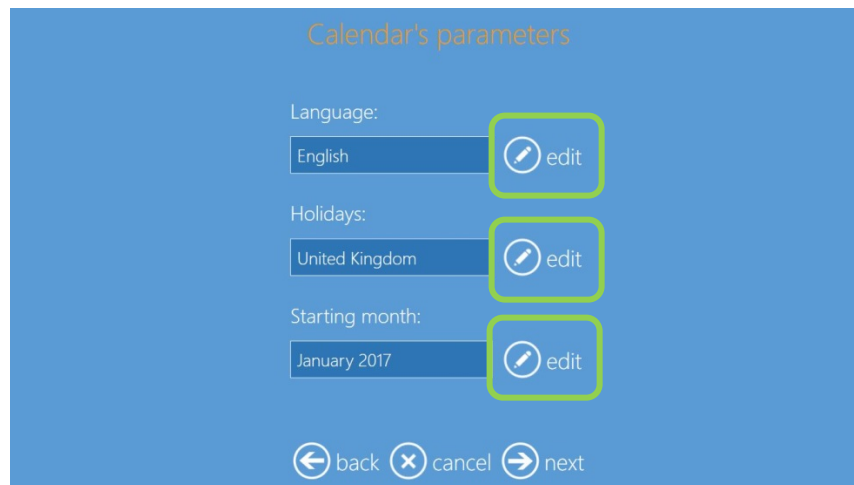 Calendar's parameters
Language:
English edit
Holidays:
United Kingdom edit
Starting month:
January 2017 edit
back cancel next